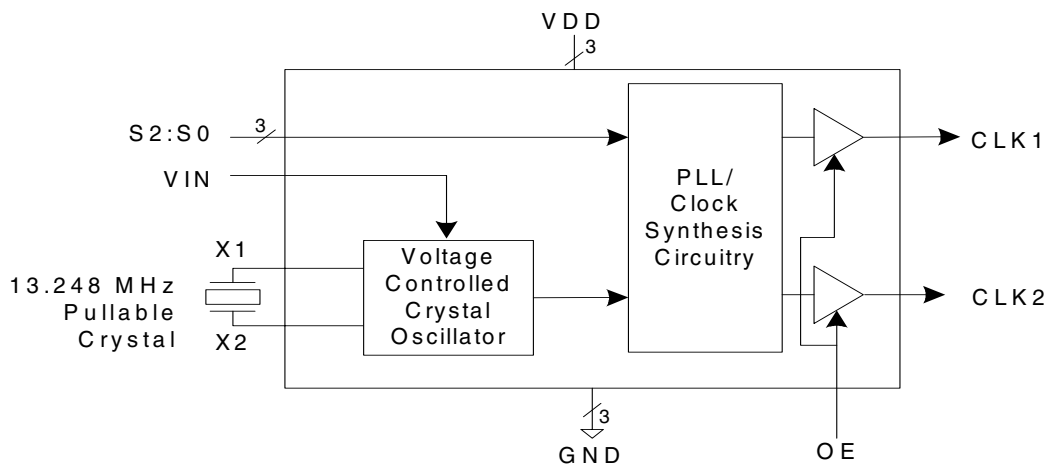 VDD
3
S2:S0
3
CLK1
VIN
PLL/
Clock
Synthesis
Circuitry
X1
Voltage
Controlled
Crystal
Oscillator
13.248 MHz
Pullable
Crystal
X2
CLK2
3
GND
OE